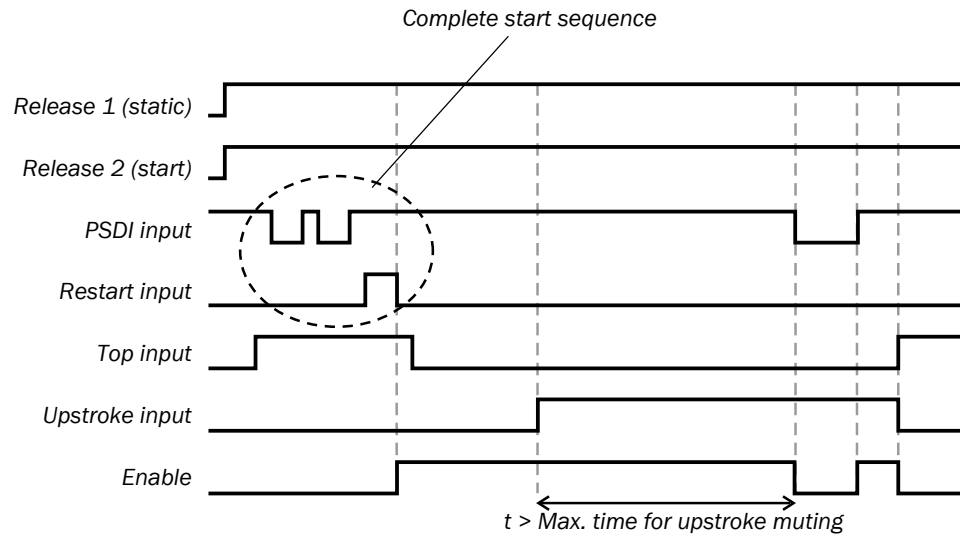 Complete start sequence
Release 1 (static)
Release 2 (start)
PSDI input
Restart input
Top input
Upstroke input
Enable
t > Max. time for upstroke muting